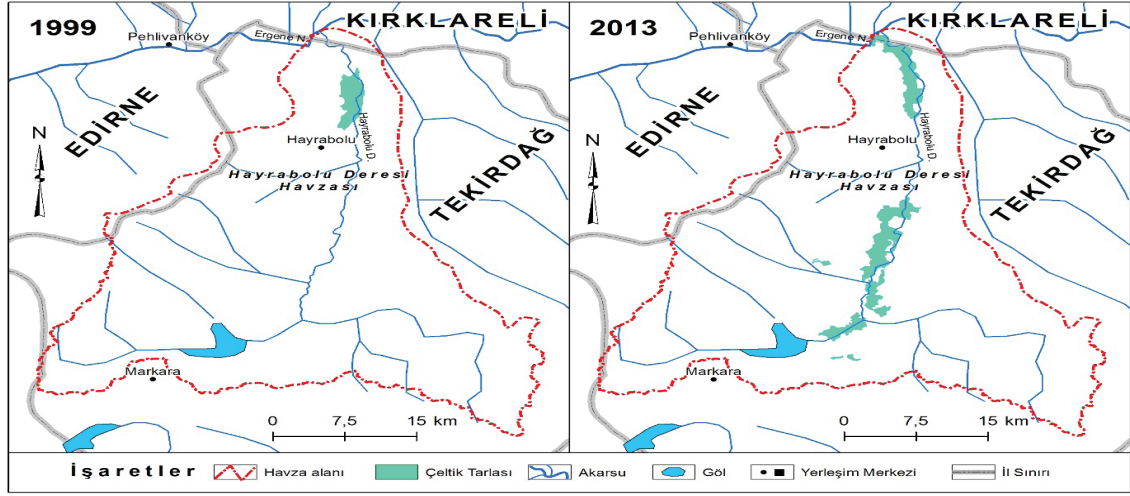 1999
KIRKLARELİ
Pehlivanköy
Ergene N.
EDİRNE
N
Hayrabolu
Hayrabolu D.
Hayrabolu Deresi
Havzası
TEKİRDAĞ
Markara
0 7,5 15 km
2013
KIRKLARELİ
Pehlivanköy
Ergene N.
EDİRNE
N
Hayrabolu
Hayrabolu D.
Hayrabolu Deresi
Havzası
TEKİRDAĞ
Markara
0 7,5 15 km
İşaretler Havza alanı Çeltik Tarlası Akarsu Göl Yerleşim Merkezi İl Sınırı